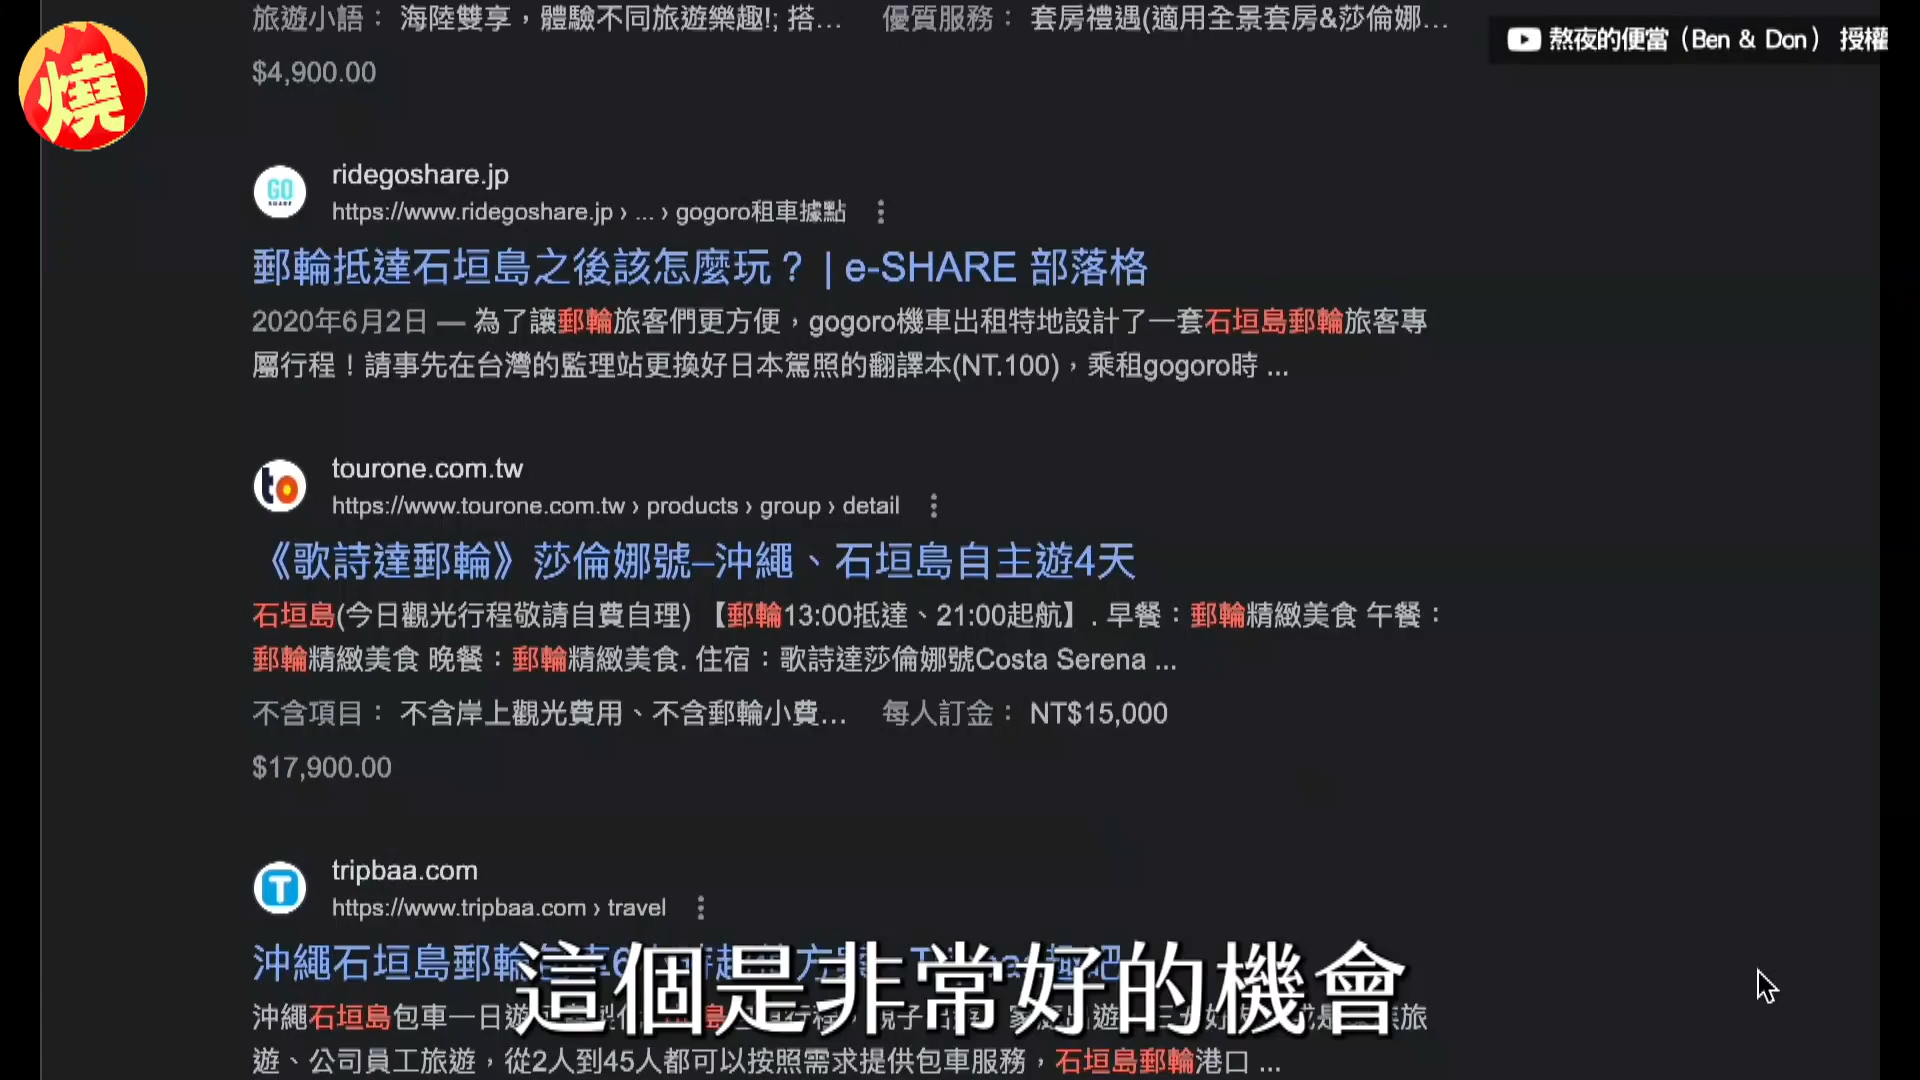 旅遊小語： 海陸雙享，體驗不同旅遊樂趣!; 搭... 優質服務： 套房禮遇(適用全景套房&莎倫娜...
$4,900.00
熬夜的便當（Ben & Don） 授權
燒
GO SHARE
ridegoshare.jp
https://www.ridegoshare.jp › ... › gogoro租車據點
郵輪抵達石垣島之後該怎麼玩？ | e-SHARE 部落格
2020年6月2日 — 為了讓郵輪旅客們更方便，gogoro機車出租特地設計了一套石垣島郵輪旅客專
屬行程！請事先在台灣的監理站更換好日本駕照的翻譯本(NT.100)，乘租gogoro時 ...
to
tourone.com.tw
https://www.tourone.com.tw › products › group › detail
《歌詩達郵輪》莎倫娜號–沖繩、石垣島自主遊4天
石垣島(今日觀光行程敬請自費自理) 【郵輪13:00抵達、21:00起航】. 早餐：郵輪精緻美食 午餐：
郵輪精緻美食 晚餐：郵輪精緻美食. 住宿：歌詩達莎倫娜號Costa Serena ...
不含項目： 不含岸上觀光費用、不含郵輪小費... 每人訂金： NT$15,000
$17,900.00
T
tripbaa.com
https://www.tripbaa.com › travel
沖繩石垣島郵輪
這個是非常好的機會
沖繩石垣島包車一日遊
遊、公司員工旅遊，從2人到45人都可以按照需求提供包車服務，石垣島郵輪港口 ...